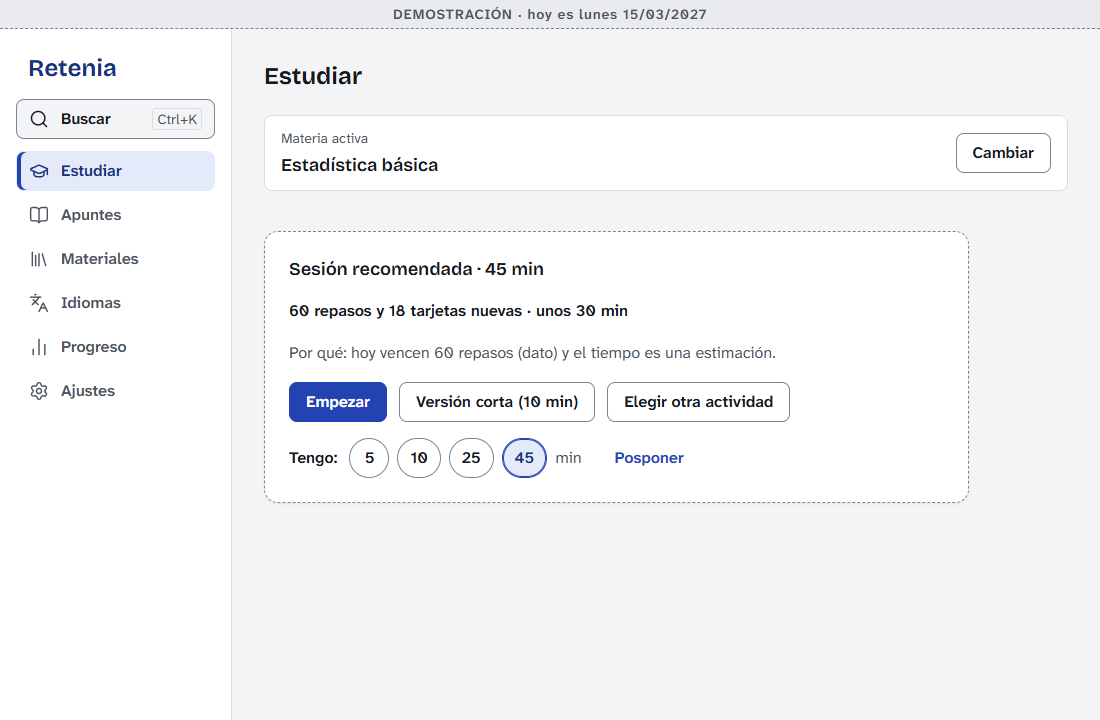 DEMOSTRACIÓN · hoy es lunes 15/03/2027
Retenia
Buscar Ctrl+K
Estudiar
Apuntes
Materiales
Idiomas
Progreso
Ajustes
Estudiar
Materia activa
Estadística básica
Cambiar
Sesión recomendada · 45 min
60 repasos y 18 tarjetas nuevas · unos 30 min
Por qué: hoy vencen 60 repasos (dato) y el tiempo es una estimación.
Empezar Versión corta (10 min) Elegir otra actividad
Tengo: 5 10 25 45 min Posponer